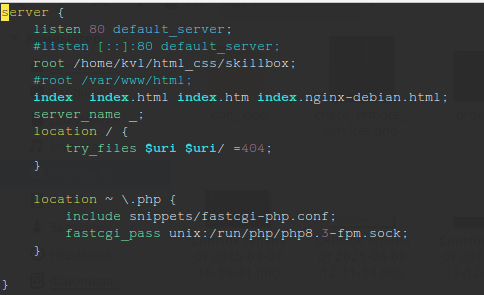 server {
    listen 80 default_server;
    #listen [::]:80 default_server;
    root /home/kvl/html_css/skillbox;
    #root /var/www/html;
    index  index.html index.htm index.nginx-debian.html;
    server_name _;
    location / {
        try_files $uri $uri/ =404;
    }

    location ~ \.php {
        include snippets/fastcgi-php.conf;
        fastcgi_pass unix:/run/php/php8.3-fpm.sock;
    }

}